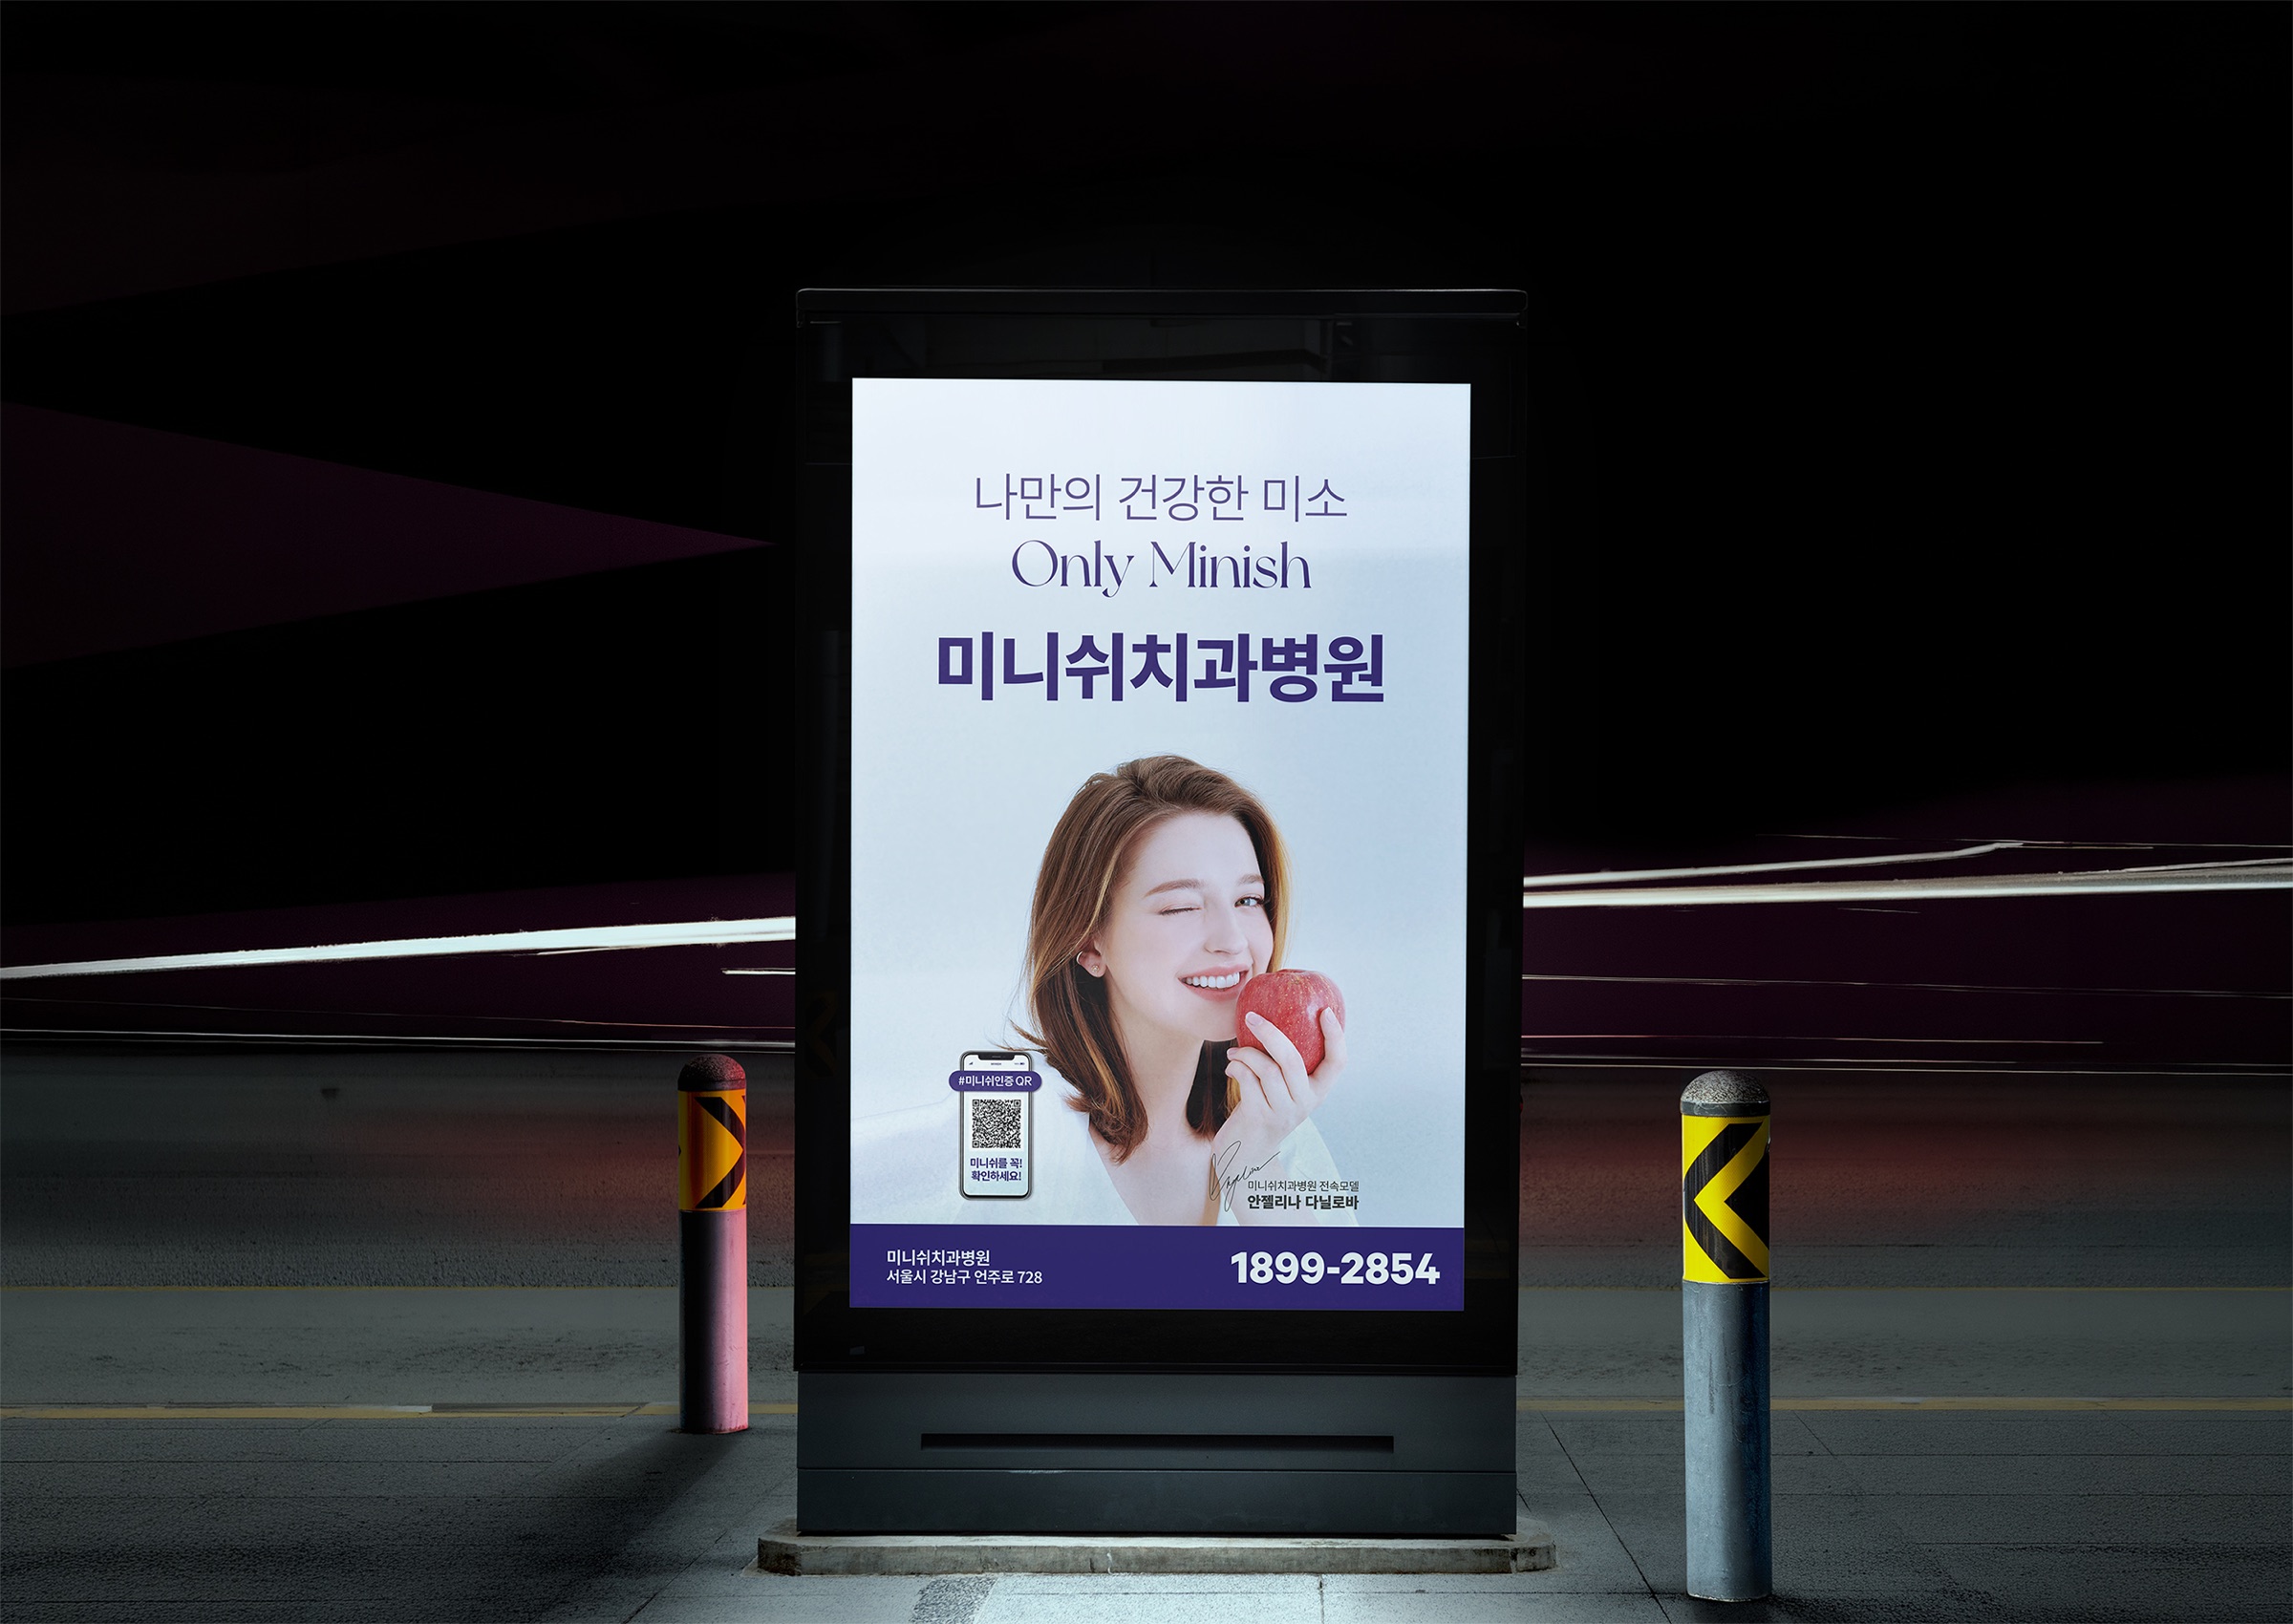 나만의 건강한 미소
Only Minish
미니쉬치과병원
#미니쉬인증 QR
미니쉬를 꼭!
확인하세요!
Angelina
미니쉬치과병원 전속모델
안젤리나 다닐로바
미니쉬치과병원
서울시 강남구 언주로 728
1899-2854